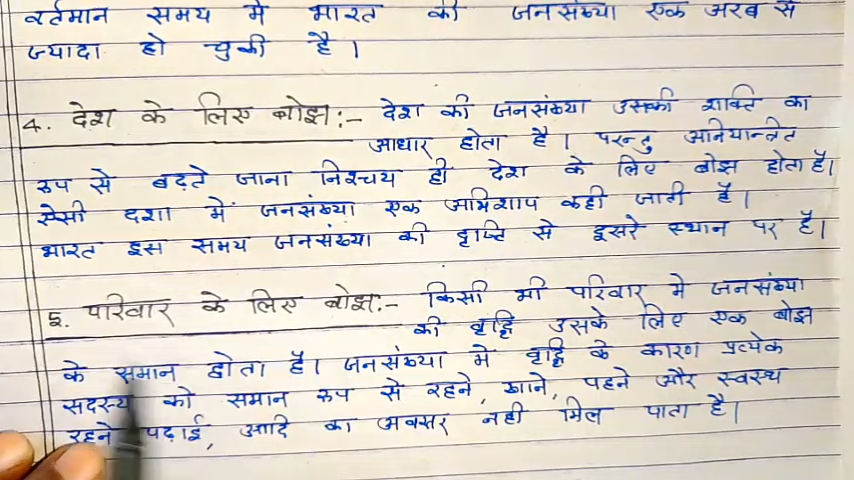 वर्तमान समय मे भारत की जनसंख्या एक अरब से
ज्यादा हो चुकी है।
4. देश के लिए बोझ:- देश की जनसंख्या उसकी शक्ति का
आधार होता है। परन्तु अनियान्त्रित
रुप से बढ़ते जाना निश्चय ही देश के लिए बोझ होता है।
ऐसी दशा में जनसंख्या एक अभिशाप कही जाती है।
भारत इस समय जनसंख्या की दृष्टि से दूसरे स्थान पर है।
5. परिवार के लिए बोझ:- किसी भी परिवार मे जनसंख्या
की वृद्धि उसके लिए एक बोझ
के समान होता है। जनसंख्या मे वृद्धि के कारण प्रत्येक
सदस्य को समान रुप से रहने, खाने, पहने और स्वस्थ
रहने पढ़ाई, आदि का अवसर नही मिल पाता है।